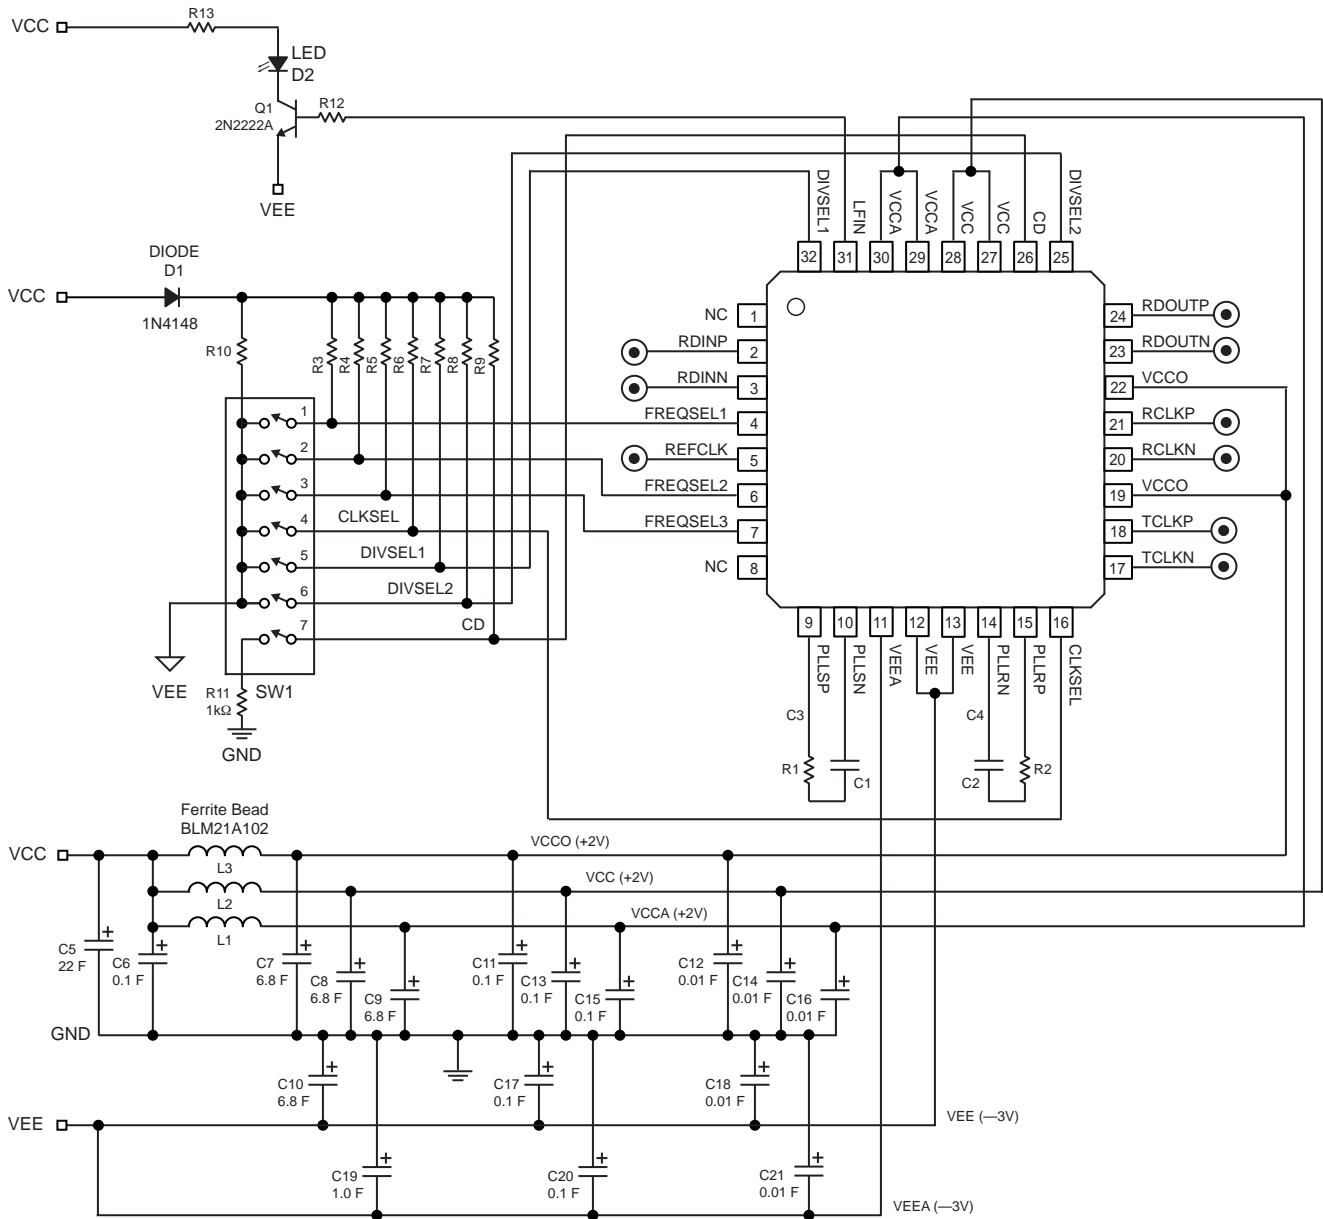 VCC
R13
LED
D2
Q1
2N2222A
R12
VEE
DIVSEL1
LFIN
VCCA
VCCA
VCC
VCC
CD
DIVSEL2
32
31
30
29
28
27
26
25
DIODE
D1
VCC
1N4148
R10
R3
R4
R5
R6
R7
R8
R9
NC
1
RDINP
2
RDINN
3
FREQSEL1
4
REFCLK
5
FREQSEL2
6
FREQSEL3
7
NC
8
24
RDOUTP
23
RDOUTN
22
VCCO
21
RCLKP
20
RCLKN
19
VCCO
18
TCLKP
17
TCLKN
1
2
3
4
CLKSEL
5
DIVSEL1
6
DIVSEL2
7
CD
VEE
R11
1kΩ
SW1
GND
9
10
11
12
13
14
15
16
PLLSP
PLLSN
VEEA
VEE
VEE
PLLRN
PLLRP
CLKSEL
C3
C4
R1
C1
C2
R2
Ferrite Bead
BLM21A102
VCC
L3
VCCO (+2V)
L2
VCC (+2V)
L1
VCCA (+2V)
C5
22 F
+
C6
0.1 F
+
C7
6.8 F
+
C8
6.8 F
+
C9
6.8 F
+
C11
0.1 F
+
C13
0.1 F
+
C15
0.1 F
+
C12
0.01 F
+
C14
0.01 F
+
C16
0.01 F
+
GND
C10
6.8 F
+
C17
0.1 F
+
C18
0.01 F
+
VEE
VEE (—3V)
C19
1.0 F
+
C20
0.1 F
+
C21
0.01 F
+
VEEA (—3V)